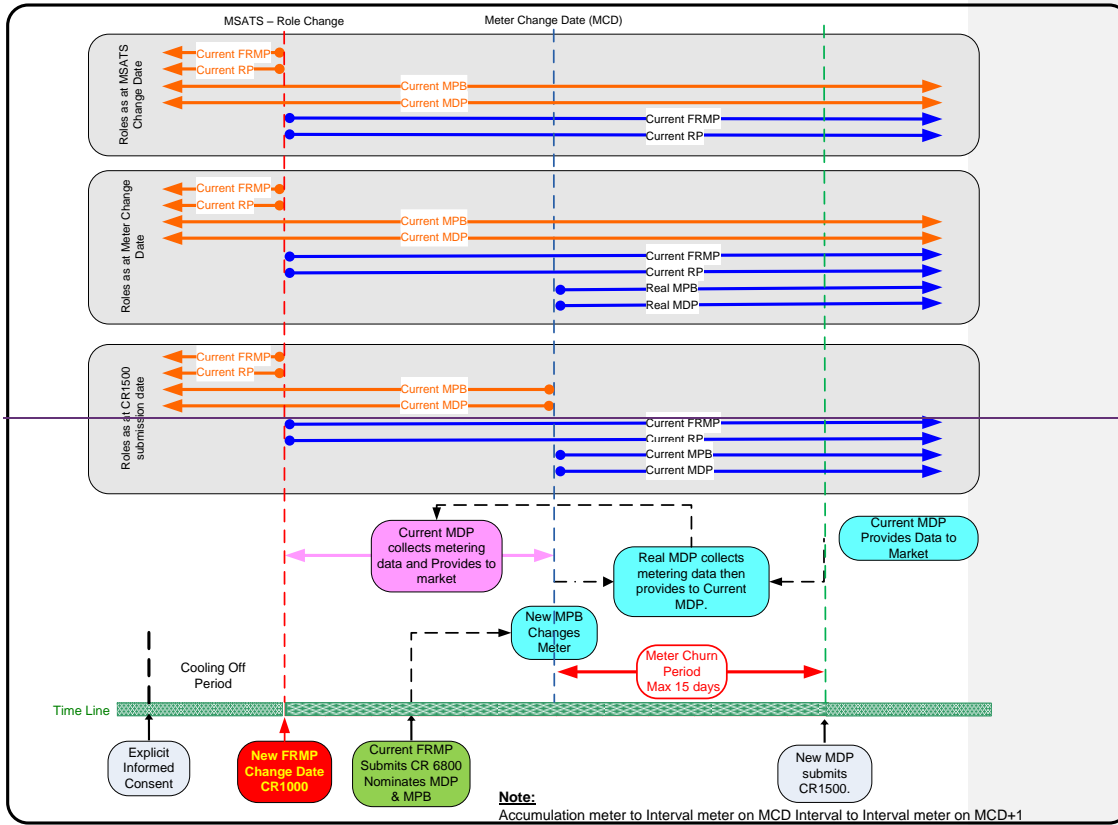 MSATS – Role Change
Meter Change Date (MCD)
Roles as at MSATS
Change Date
Current FRMP
Current RP
Current MPB
Current MDP
Current FRMP
Current RP
Roles as at Meter Change
Date
Current FRMP
Current RP
Current MPB
Current MDP
Current FRMP
Current RP
Real MPB
Real MDP
Roles as at CR1500
submission date
Current FRMP
Current RP
Current MPB
Current MDP
Current FRMP
Current RP
Current MPB
Current MDP
Current MDP
collects metering
data and Provides to
market
Real MDP collects
metering data then
provides to Current
MDP.
Current MDP
Provides Data to
Market
New MPB
Changes
Meter
Cooling Off
Period
Meter Churn
Period
Max 15 days
Time Line
Explicit
Informed
Consent
New FRMP
Change Date
CR1000
Current FRMP
Submits CR 6800
Nominates MDP
& MPB
New MDP
submits
CR1500.
Note:
Accumulation meter to Interval meter on MCD Interval to Interval meter on MCD+1